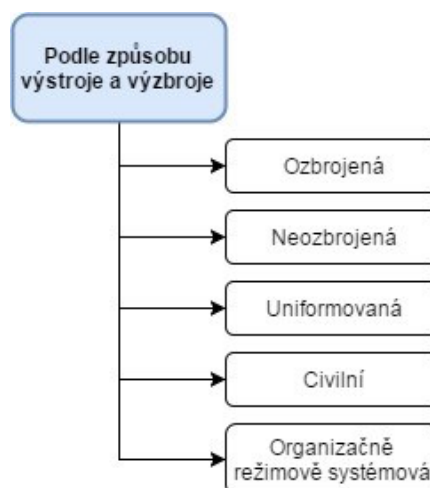 Podle způsobu
výstroje a výzbroje
Ozbrojená
Neozbrojená
Uniformovaná
Civilní
Organizačně
režimově systémová